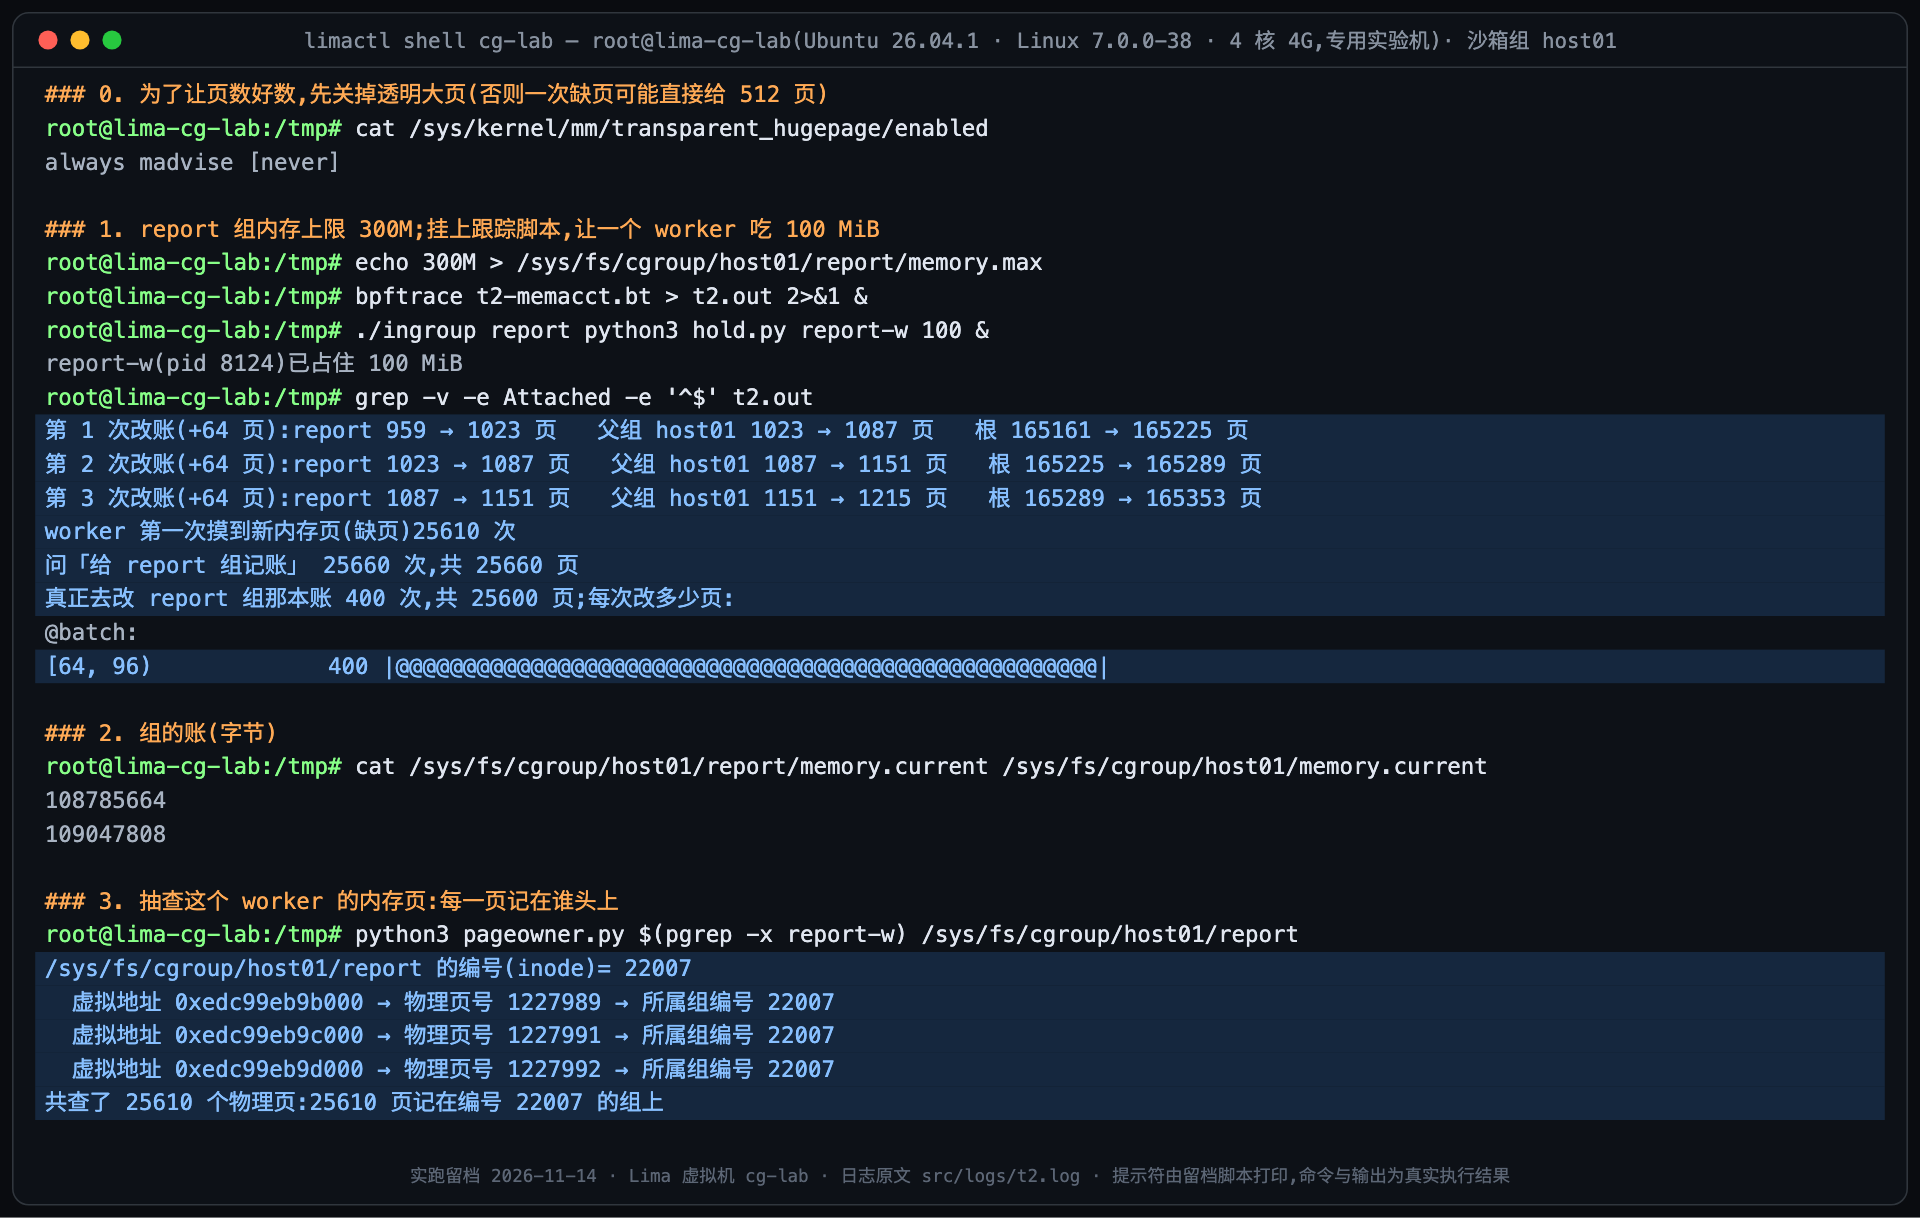 limactl shell cg-lab — root@lima-cg-lab(Ubuntu 26.04.1 · Linux 7.0.0-38 · 4 核 4G,专用实验机)· 沙箱组 host01
### 0. 为了让页数好数,先关掉透明大页(否则一次缺页可能直接给 512 页)
root@lima-cg-lab:/tmp# cat /sys/kernel/mm/transparent_hugepage/enabled
always madvise [never]
### 1. report 组内存上限 300M;挂上跟踪脚本,让一个 worker 吃 100 MiB
root@lima-cg-lab:/tmp# echo 300M > /sys/fs/cgroup/host01/report/memory.max
root@lima-cg-lab:/tmp# bpftrace t2-memacct.bt > t2.out 2>&1 &
root@lima-cg-lab:/tmp# ./ingroup report python3 hold.py report-w 100 &
report-w(pid 8124)已占住 100 MiB
root@lima-cg-lab:/tmp# grep -v -e Attached -e '^$' t2.out
第 1 次改账(+64 页):report 959 → 1023 页   父组 host01 1023 → 1087 页   根 165161 → 165225 页
第 2 次改账(+64 页):report 1023 → 1087 页   父组 host01 1087 → 1151 页   根 165225 → 165289 页
第 3 次改账(+64 页):report 1087 → 1151 页   父组 host01 1151 → 1215 页   根 165289 → 165353 页
worker 第一次摸到新内存页(缺页)25610 次
问「给 report 组记账」 25660 次,共 25660 页
真正去改 report 组那本账 400 次,共 25600 页;每次改多少页:
@batch:
[64, 96)             400 |@@@@@@@@@@@@@@@@@@@@@@@@@@@@@@@@@@@@@@@@@@@@@@@@@@@@|
### 2. 组的账(字节)
root@lima-cg-lab:/tmp# cat /sys/fs/cgroup/host01/report/memory.current /sys/fs/cgroup/host01/memory.current
108785664
109047808
### 3. 抽查这个 worker 的内存页:每一页记在谁头上
root@lima-cg-lab:/tmp# python3 pageowner.py $(pgrep -x report-w) /sys/fs/cgroup/host01/report
/sys/fs/cgroup/host01/report 的编号(inode)= 22007
虚拟地址 0xedc99eb9b000 → 物理页号 1227989 → 所属组编号 22007
虚拟地址 0xedc99eb9c000 → 物理页号 1227991 → 所属组编号 22007
虚拟地址 0xedc99eb9d000 → 物理页号 1227992 → 所属组编号 22007
共查了 25610 个物理页:25610 页记在编号 22007 的组上
实跑留档 2026-11-14 · Lima 虚拟机 cg-lab · 日志原文 src/logs/t2.log · 提示符由留档脚本打印,命令与输出为真实执行结果